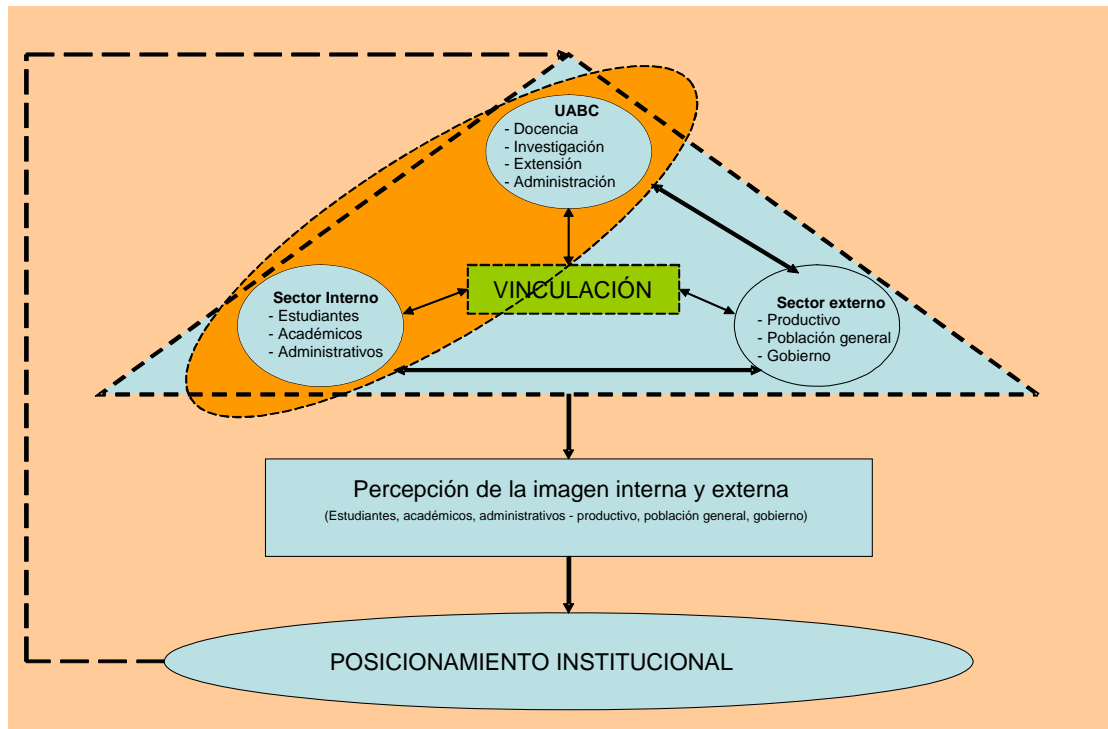 UABC
- Docencia
- Investigación
- Extensión
- Administración
VINCULACIÓN
Sector Interno
- Estudiantes
- Académicos
- Administrativos
Sector externo
- Productivo
- Población general
- Gobierno
Percepción de la imagen interna y externa
(Estudiantes, académicos, administrativos - productivo, población general, gobierno)
POSICIONAMIENTO INSTITUCIONAL